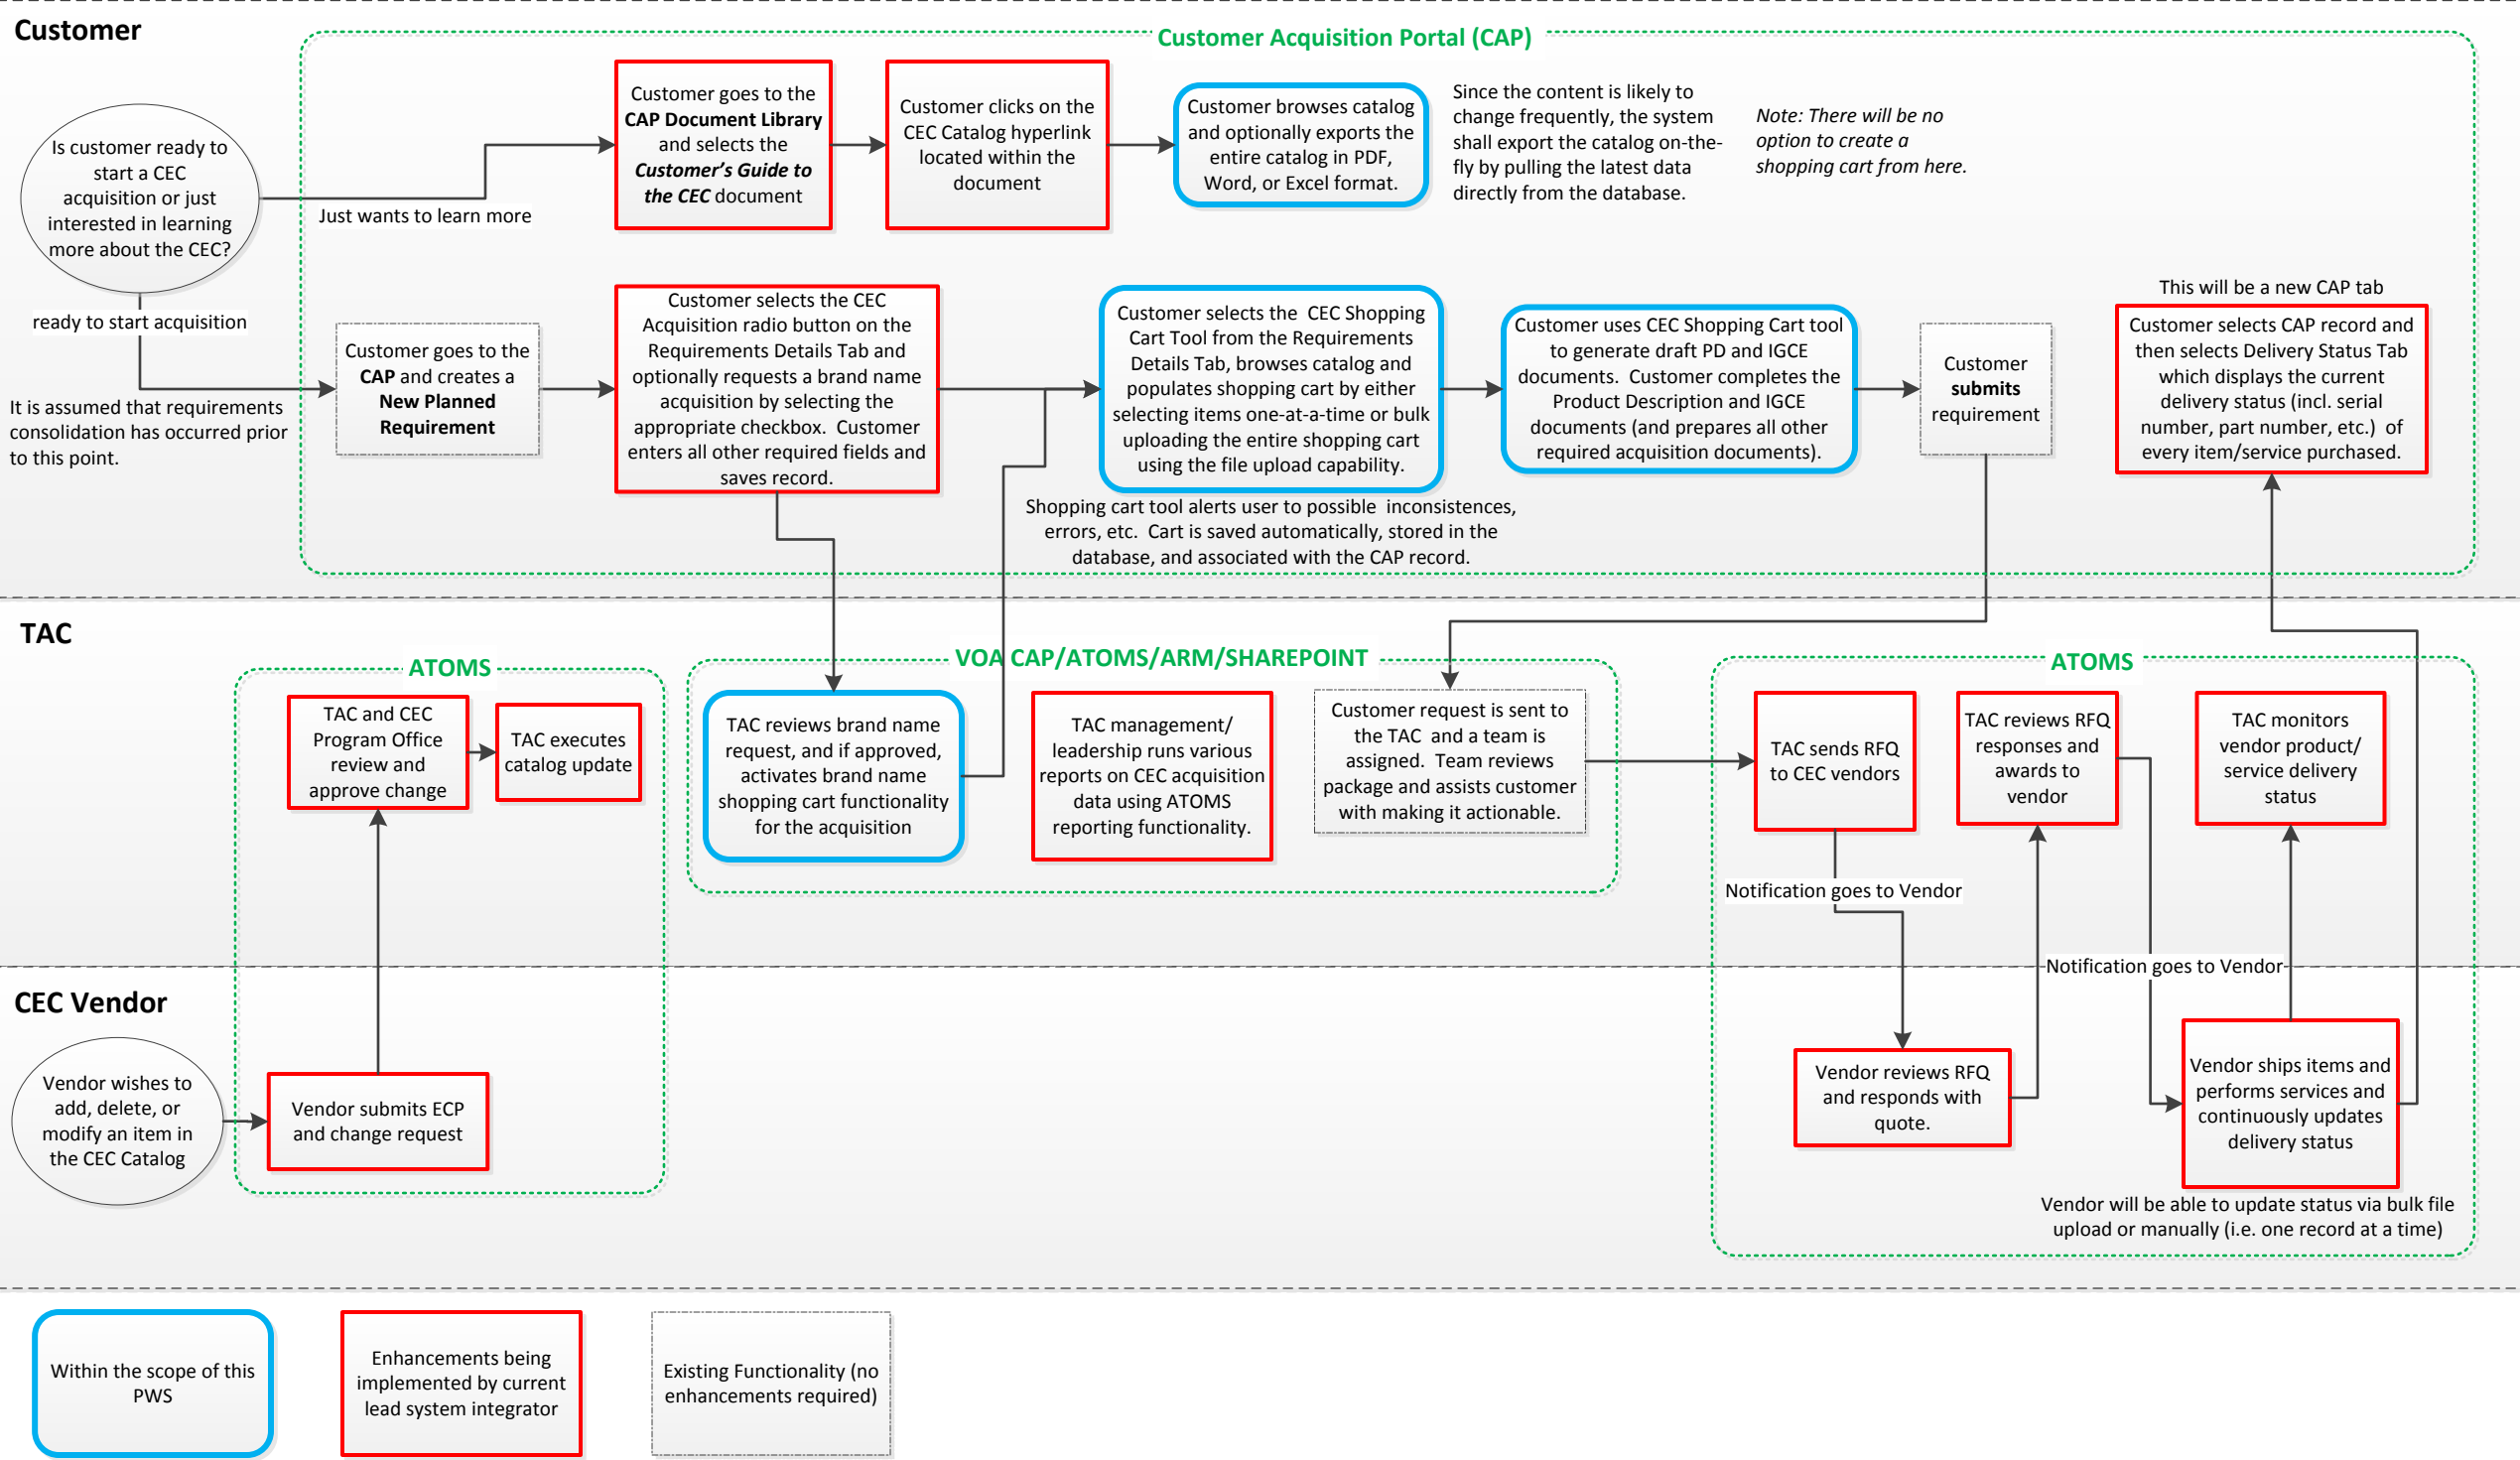 Customer
Customer Acquisition Portal (CAP)
Is customer ready to
start a CEC
acquisition or just
interested in learning
more about the CEC?
Just wants to learn more
Customer goes to the
CAP Document Library
and selects the
Customer's Guide to
the CEC document
Customer clicks on the
CEC Catalog hyperlink
located within the
document
Customer browses catalog
and optionally exports the
entire catalog in PDF,
Word, or Excel format.
Since the content is likely to
change frequently, the system
shall export the catalog on-the-
fly by pulling the latest data
directly from the database.
Note: There will be no
option to create a
shopping cart from here.
ready to start acquisition
It is assumed that requirements
consolidation has occurred prior
to this point.
Customer goes to the
CAP and creates a
New Planned
Requirement
Customer selects the CEC
Acquisition radio button on the
Requirements Details Tab and
optionally requests a brand name
acquisition by selecting the
appropriate checkbox. Customer
enters all other required fields and
saves record.
Customer selects the CEC Shopping
Cart Tool from the Requirements
Details Tab, browses catalog and
populates shopping cart by either
selecting items one-at-a-time or bulk
uploading the entire shopping cart
using the file upload capability.
Shopping cart tool alerts user to possible inconsistences,
errors, etc. Cart is saved automatically, stored in the
database, and associated with the CAP record.
Customer uses CEC Shopping Cart tool
to generate draft PD and IGCE
documents. Customer completes the
Product Description and IGCE
documents (and prepares all other
required acquisition documents).
Customer
submits
requirement
This will be a new CAP tab
Customer selects CAP record and
then selects Delivery Status Tab
which displays the current
delivery status (incl. serial
number, part number, etc.) of
every item/service purchased.
TAC
ATOMS
TAC and CEC
Program Office
review and
approve change
TAC executes
catalog update
VOA CAP/ATOMS/ARM/SHAREPOINT
TAC reviews brand name
request, and if approved,
activates brand name
shopping cart functionality
for the acquisition
TAC management/
leadership runs various
reports on CEC acquisition
data using ATOMS
reporting functionality.
Customer request is sent to
the TAC and a team is
assigned. Team reviews
package and assists customer
with making it actionable.
ATOMS
TAC sends RFQ
to CEC vendors
TAC reviews RFQ
responses and
awards to
vendor
TAC monitors
vendor product/
service delivery
status
Notification goes to Vendor
Notification goes to Vendor
CEC Vendor
Vendor wishes to
add, delete, or
modify an item in
the CEC Catalog
Vendor submits ECP
and change request
Vendor reviews RFQ
and responds with
quote.
Vendor ships items and
performs services and
continuously updates
delivery status
Vendor will be able to update status via bulk file
upload or manually (i.e. one record at a time)
Within the scope of this
PWS
Enhancements being
implemented by current
lead system integrator
Existing Functionality (no
enhancements required)